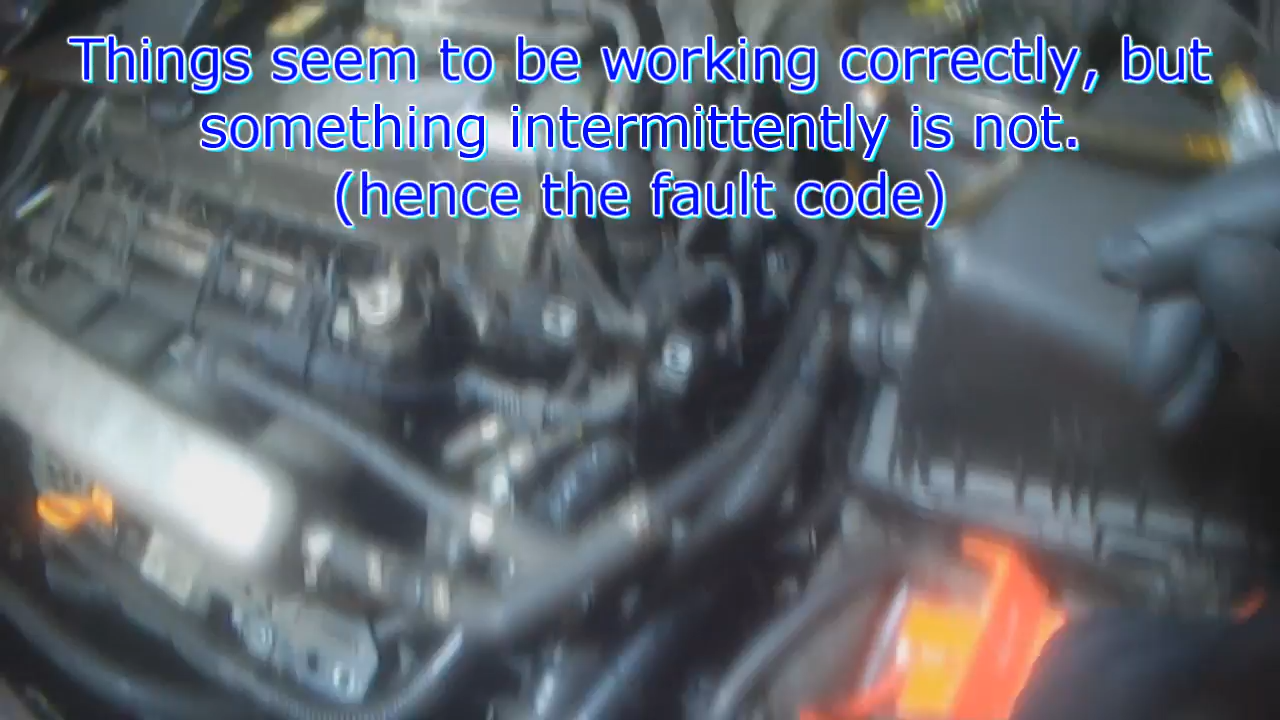 Things seem to be working correctly, but
something intermittently is not.
(hence the fault code)